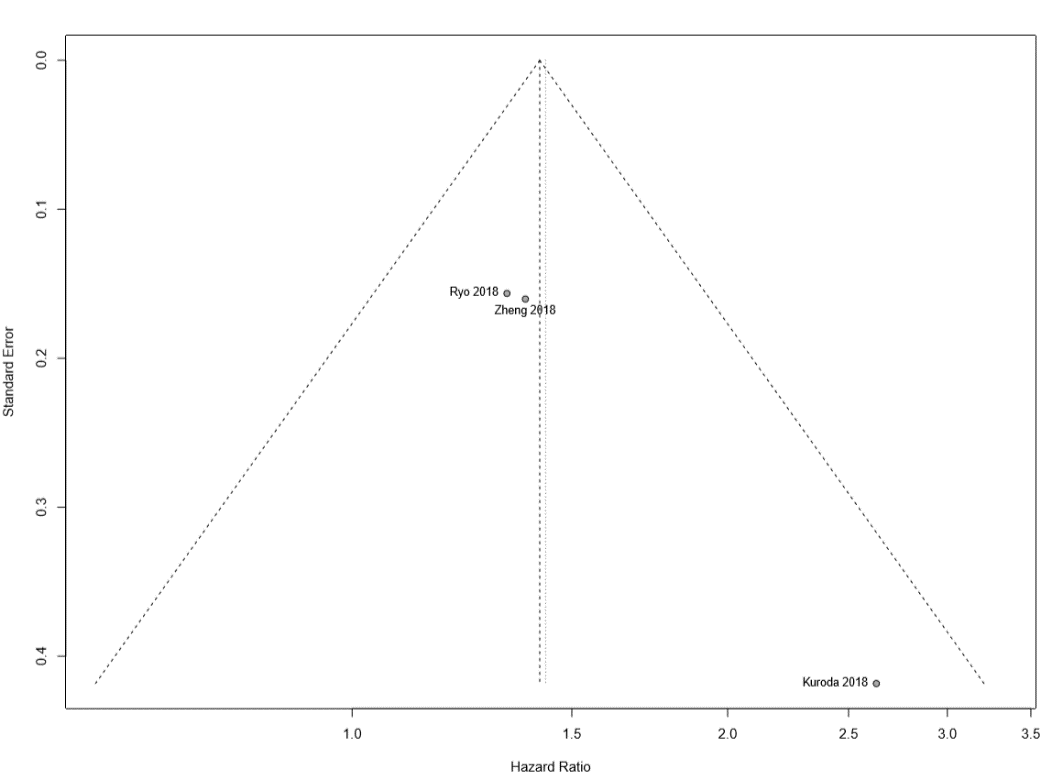 0.0
0.1
0.2
0.3
0.4
Standard Error
Ryo 2018
Zheng 2018
Kuroda 2018
1.0 1.5 2.0 2.5 3.0 3.5
Hazard Ratio